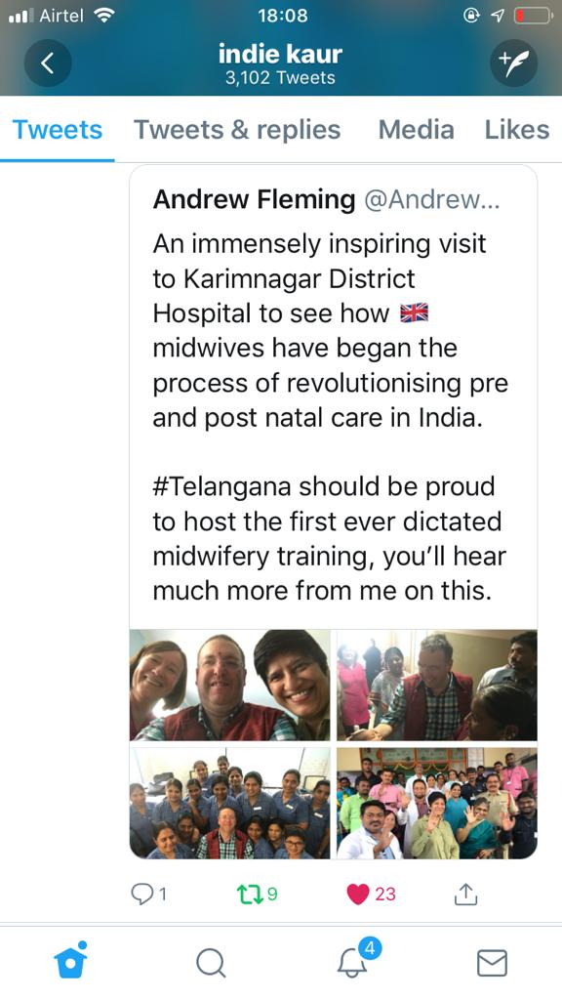 Airtel 18:08
indie kaur
3,102 Tweets
Tweets Tweets & replies Media Likes
Andrew Fleming @Andrew...
An immensely inspiring visit
to Karimnagar District
Hospital to see how 🇬🇧
midwives have began the
process of revolutionising pre
and post natal care in India.
#Telangana should be proud
to host the first ever dictated
midwifery training, you'll hear
much more from me on this.
1 9 23
4